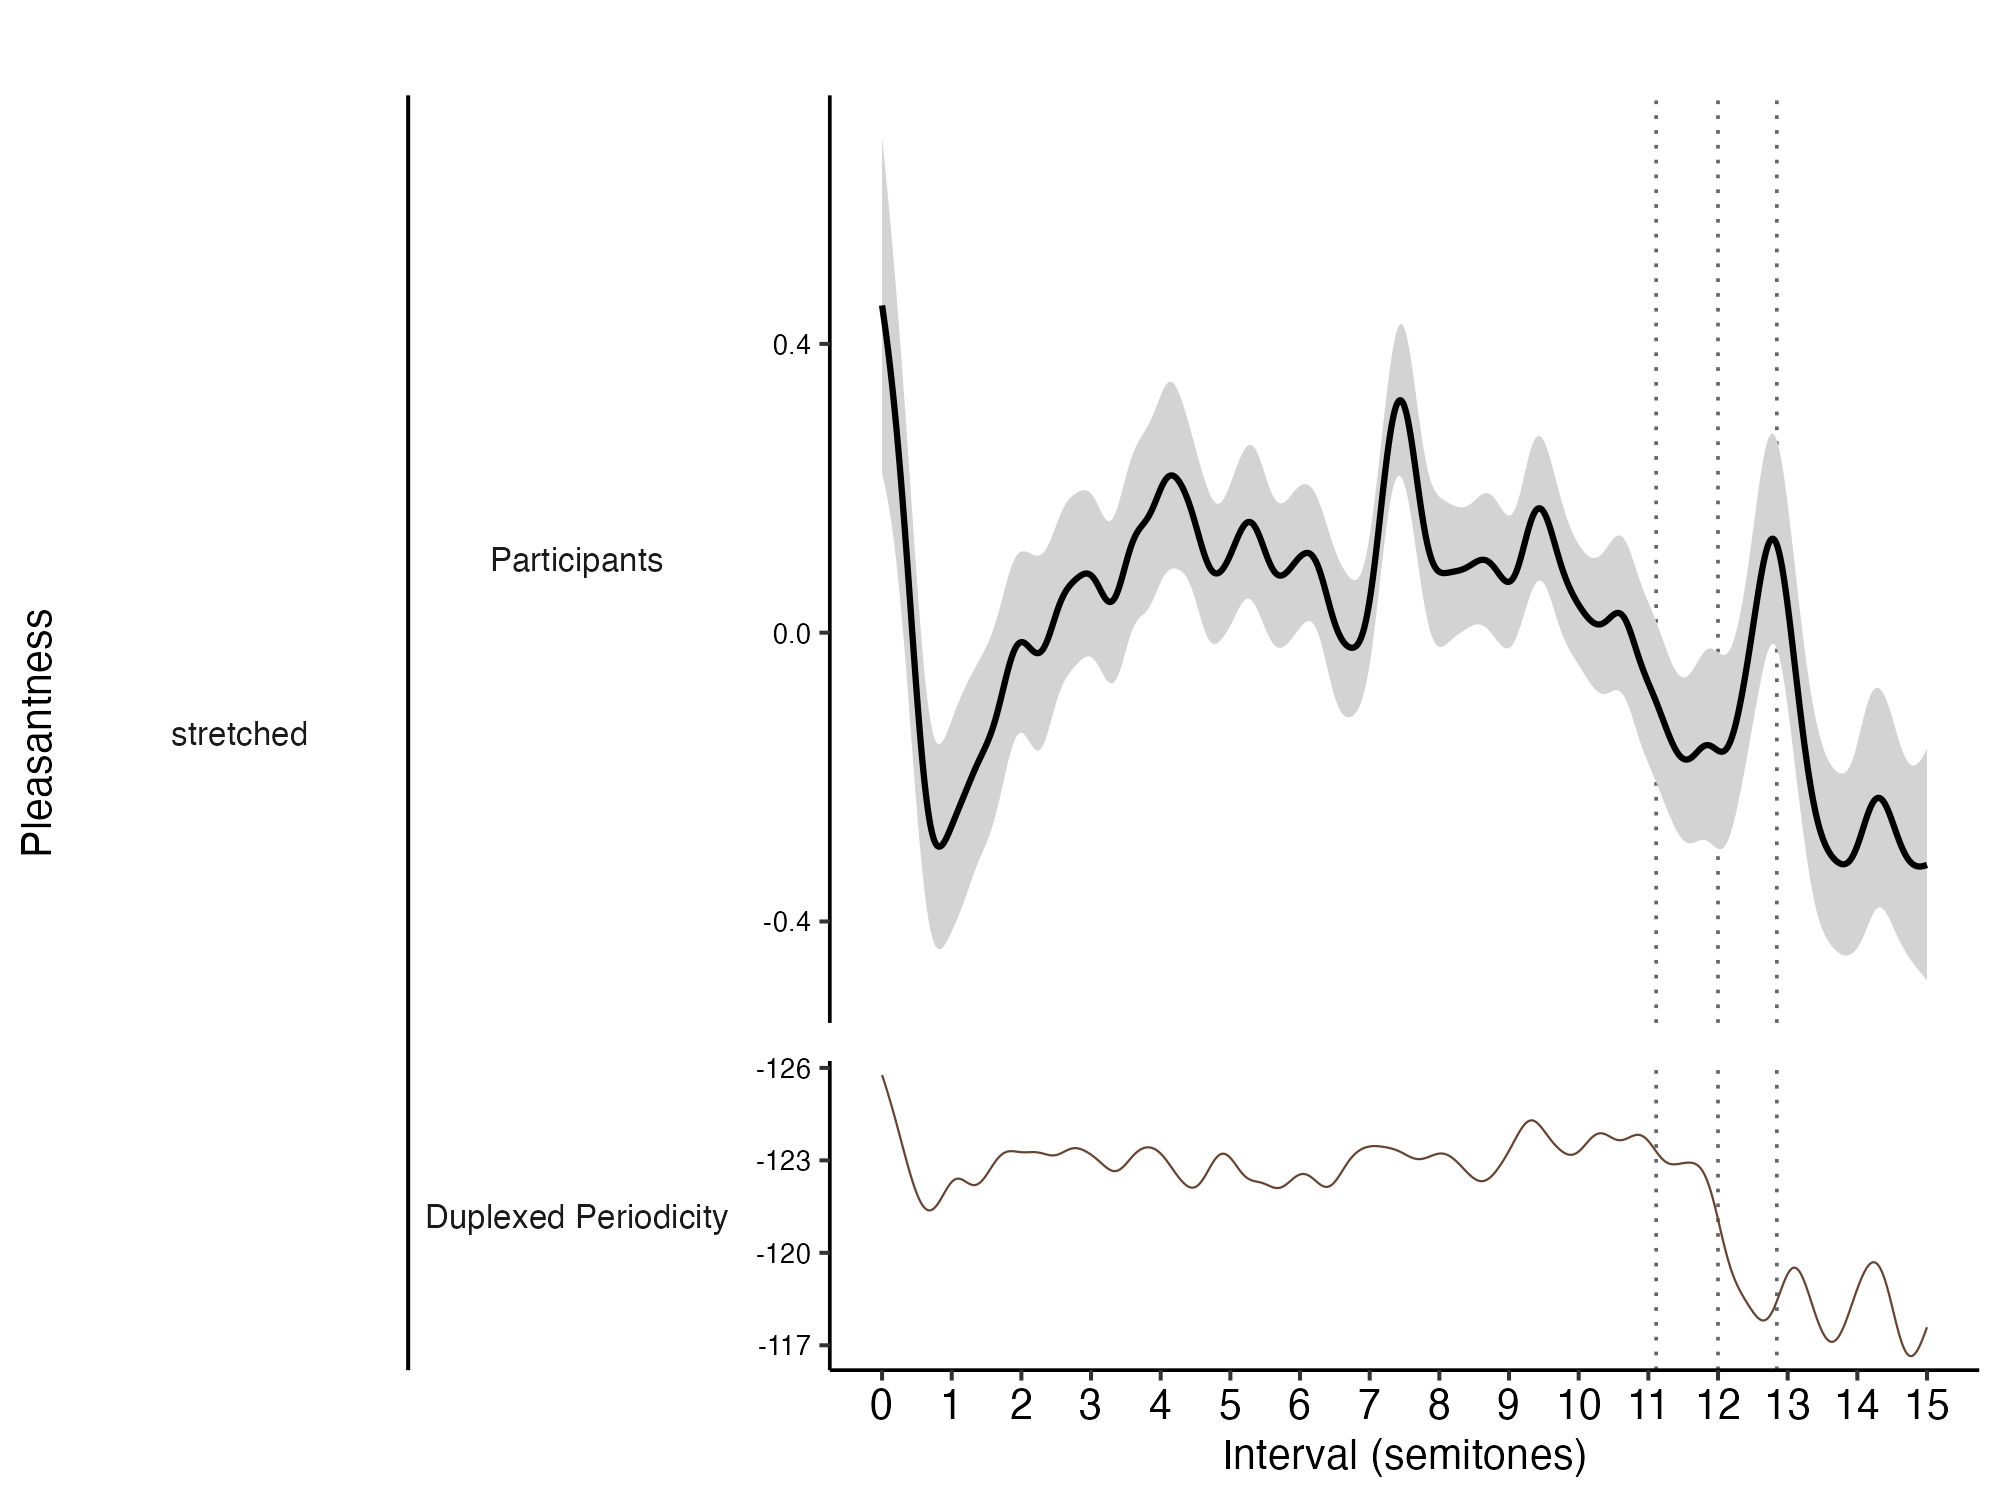 Pleasantness
stretched
Participants
0.4
0.0
-0.4
Duplexed Periodicity
-126
-123
-120
-117
0 1 2 3 4 5 6 7 8 9 10 11 12 13 14 15
Interval (semitones)